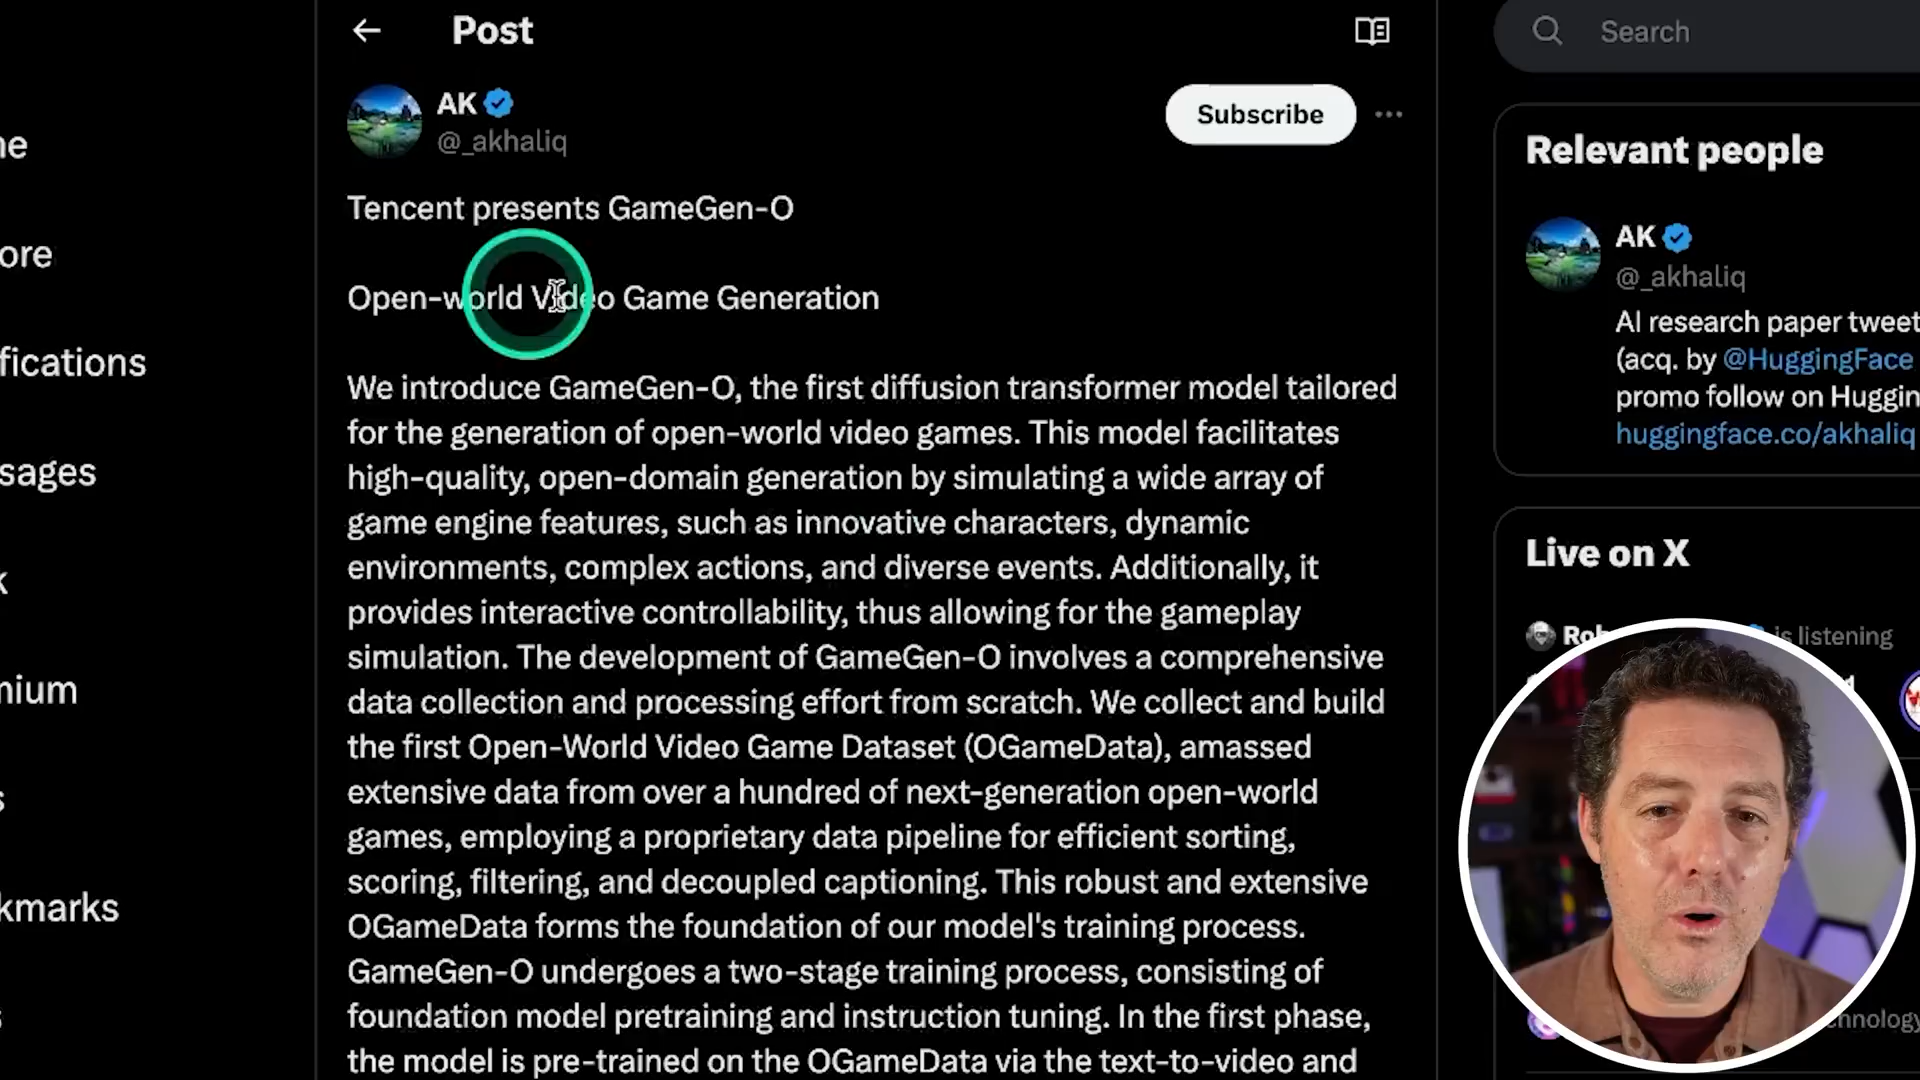 Post
AK
@_akhaliq
Subscribe
Tencent presents GameGen-O
Open-world Video Game Generation
We introduce GameGen-O, the first diffusion transformer model tailored
for the generation of open-world video games. This model facilitates
high-quality, open-domain generation by simulating a wide array of
game engine features, such as innovative characters, dynamic
environments, complex actions, and diverse events. Additionally, it
provides interactive controllability, thus allowing for the gameplay
simulation. The development of GameGen-O involves a comprehensive
data collection and processing effort from scratch. We collect and build
the first Open-World Video Game Dataset (OGameData), amassed
extensive data from over a hundred of next-generation open-world
games, employing a proprietary data pipeline for efficient sorting,
scoring, filtering, and decoupled captioning. This robust and extensive
OGameData forms the foundation of our model's training process.
GameGen-O undergoes a two-stage training process, consisting of
foundation model pretraining and instruction tuning. In the first phase,
the model is pre-trained on the OGameData via the text-to-video and
ne
ore
fications
sages
k
nium
s
kmarks
s
Search
Relevant people
AK
@_akhaliq
AI research paper tweet
(acq. by @HuggingFace
promo follow on Huggin
huggingface.co/akhaliq
Live on X
is listening